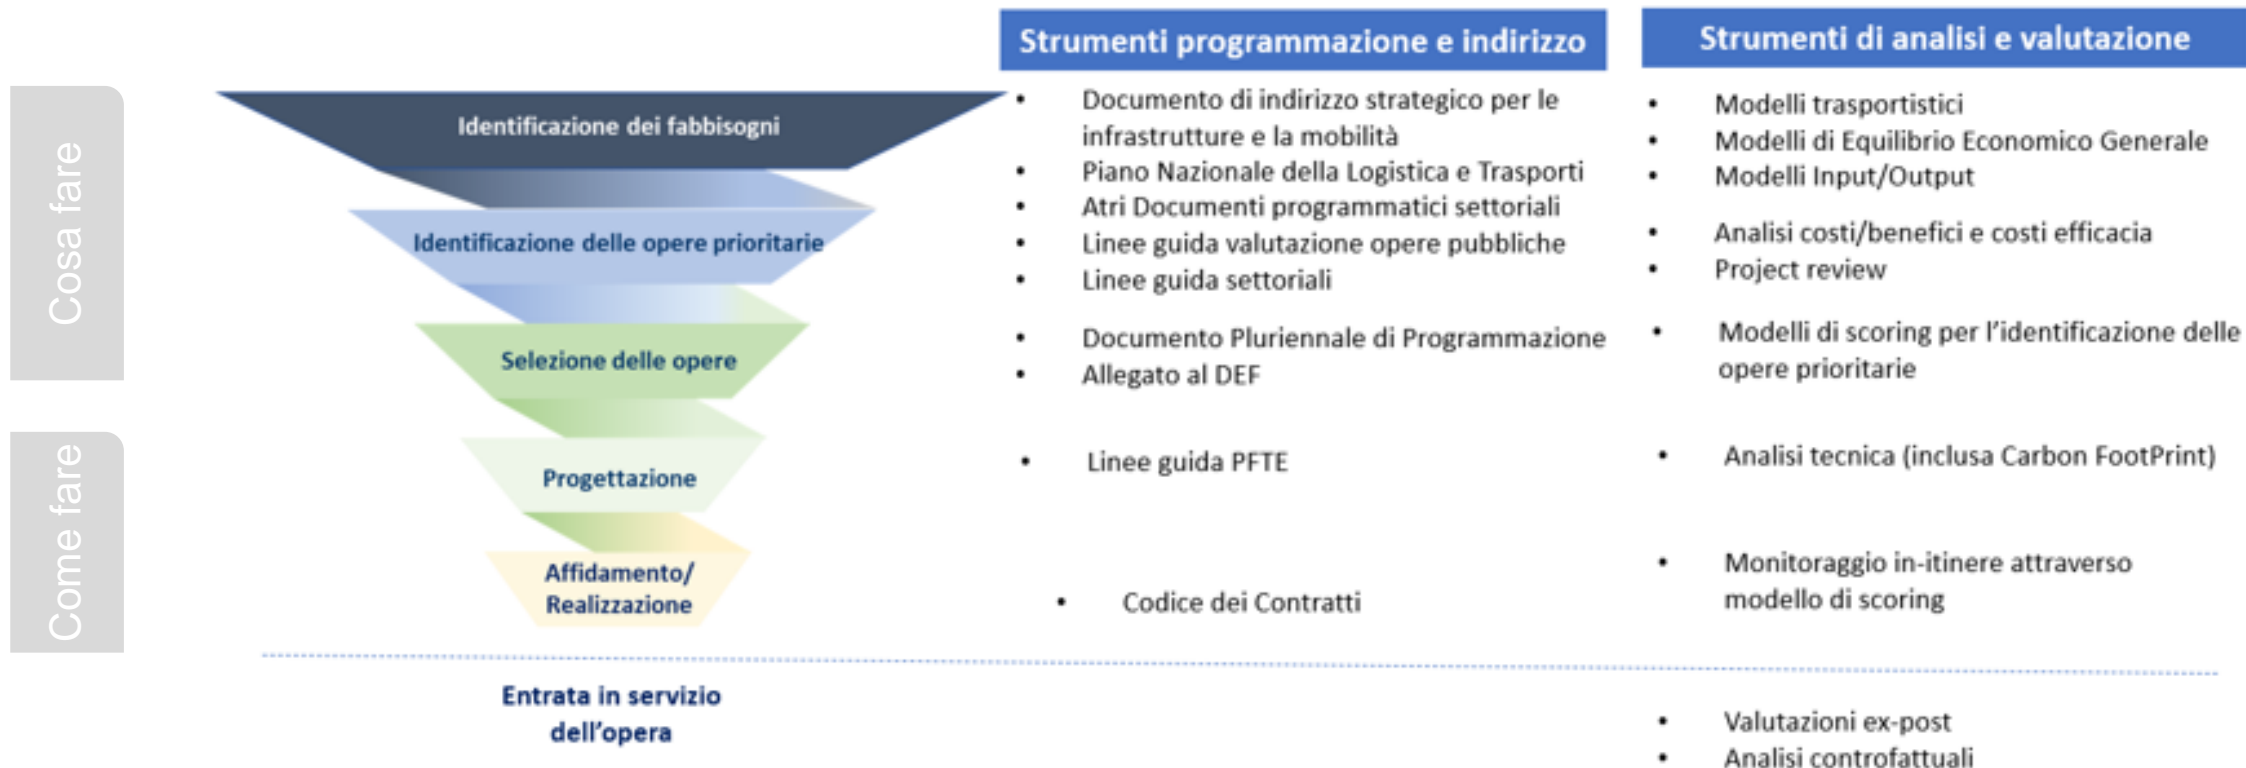 Strumenti programmazione e indirizzo
Strumenti di analisi e valutazione
Cosa fare
Come fare
Identificazione dei fabbisogni
Identificazione delle opere prioritarie
Selezione delle opere
Progettazione
Affidamento/
Realizzazione
Entrata in servizio
dell'opera
• Documento di indirizzo strategico per le
infrastrutture e la mobilità
• Piano Nazionale della Logistica e Trasporti
• Atri Documenti programmatici settoriali
• Linee guida valutazione opere pubbliche
• Linee guida settoriali
• Documento Pluriennale di Programmazione
• Allegato al DEF
• Linee guida PFTE
• Codice dei Contratti
• Modelli trasportistici
• Modelli di Equilibrio Economico Generale
• Modelli Input/Output
• Analisi costi/benefici e costi efficacia
• Project review
• Modelli di scoring per l'identificazione delle
opere prioritarie
• Analisi tecnica (inclusa Carbon FootPrint)
• Monitoraggio in-itinere attraverso
modello di scoring
• Valutazioni ex-post
• Analisi controfattuali